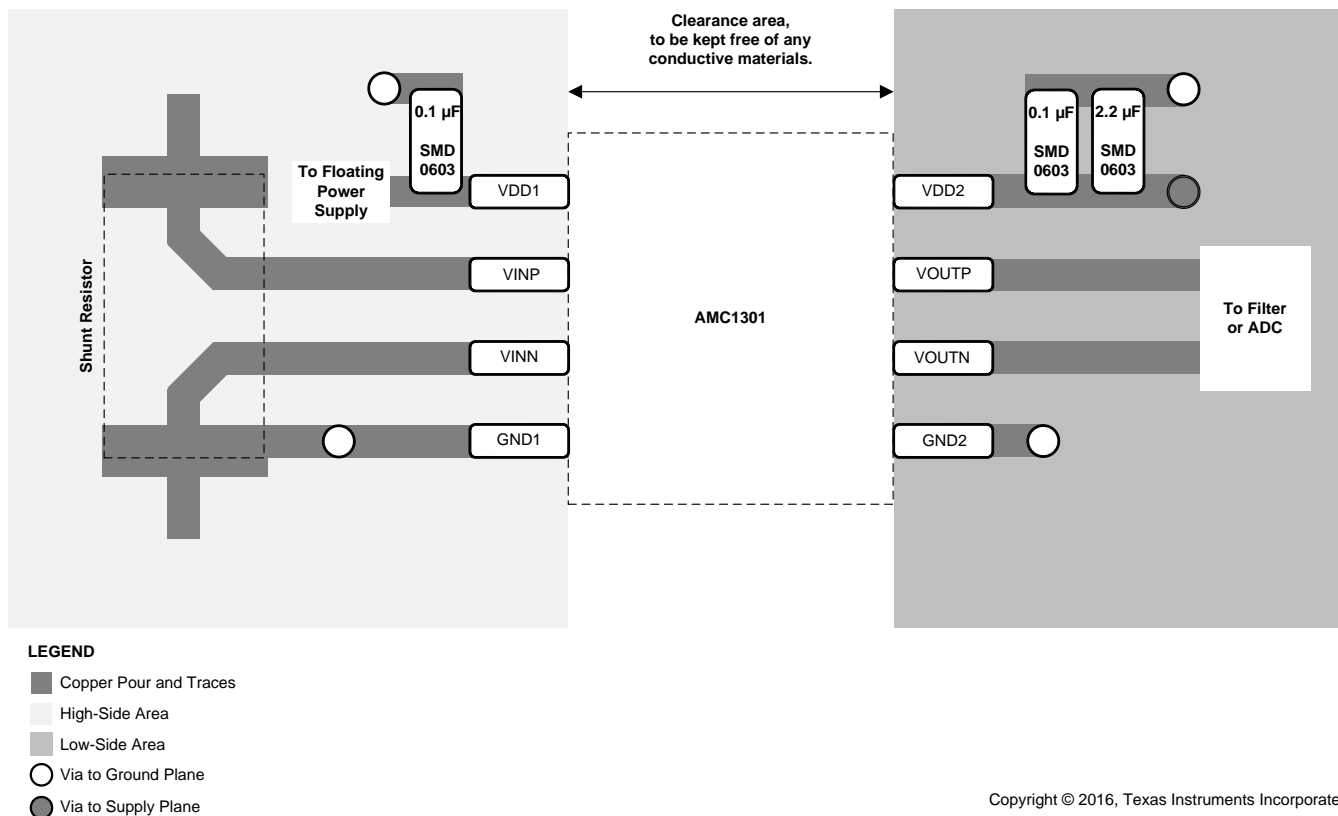 Clearance area,
to be kept free of any
conductive materials.
0.1 µF
SMD
0603
0.1 µF
SMD
0603
2.2 µF
SMD
0603
To Floating
Power
Supply
VDD1
VDD2
Shunt Resistor
VINP
VOUTP
AMC1301
To Filter
or ADC
VINN
VOUTN
GND1
GND2
LEGEND
Copper Pour and Traces
High-Side Area
Low-Side Area
Via to Ground Plane
Via to Supply Plane
Copyright © 2016, Texas Instruments Incorporate